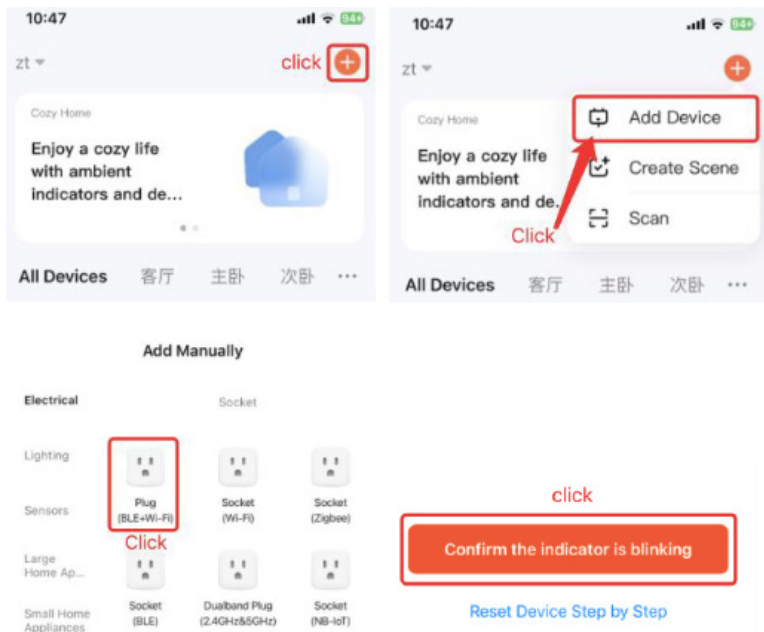 10:47
94+
zt
click
Cozy Home
Enjoy a cozy life
with ambient
indicators and de...
All Devices 客厅 主卧 次卧 ...
10:47
94+
zt
Add Device
Cozy Home
Enjoy a cozy life
with ambient
indicators and de.
Create Scene
Click
Scan
All Devices 客厅 主卧 次卧 ...
Add Manually
Electrical
Socket
Lighting
Sensors
Large
Home Ap...
Small Home
Appliances
Plug
(BLE+Wi-Fi)
Socket
(Wi-Fi)
Socket
(Zigbee)
Click
Socket
(BLE)
Dualband Plug
(2.4GHz&5GHz)
Socket
(NB-IoT)
click
Confirm the indicator is blinking
Reset Device Step by Step